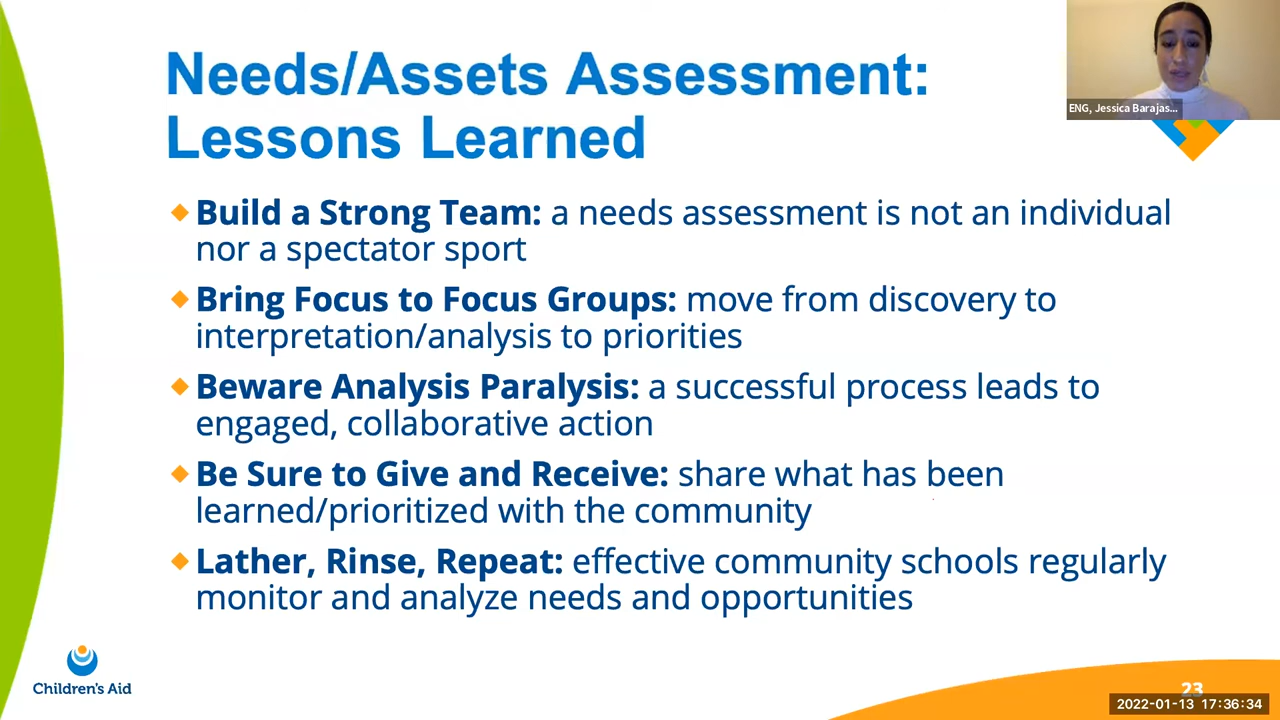 Needs/Assets Assessment:
Lessons Learned
ENG, Jessica Barajas...
Build a Strong Team: a needs assessment is not an individual
nor a spectator sport
Bring Focus to Focus Groups: move from discovery to
interpretation/analysis to priorities
Beware Analysis Paralysis: a successful process leads to
engaged, collaborative action
Be Sure to Give and Receive: share what has been
learned/prioritized with the community
Lather, Rinse, Repeat: effective community schools regularly
monitor and analyze needs and opportunities
Children's Aid
23
2022-01-13 17:36:34